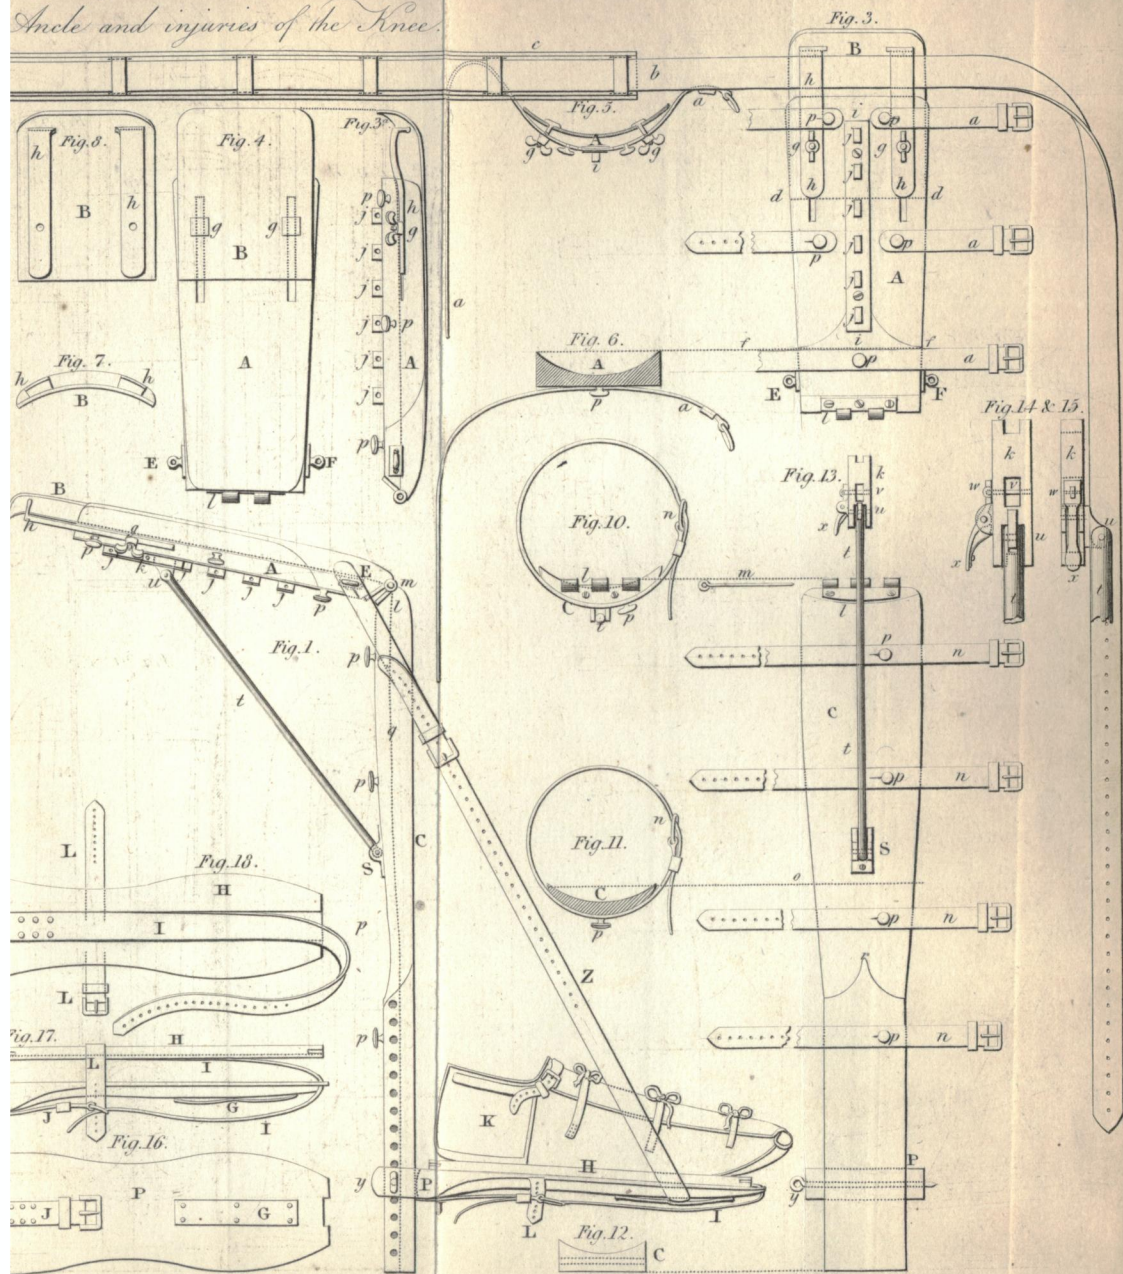 Ancle and injuries of the Knee.
Fig. 3.
B
c
b
h
a
Fig. 5.
A
g
g
i
Fig. 8.
h
h
B
Fig. 4.
g
g
B
A
E
F
l
Fig. 3
p
j
h
g
j
j
j
p
j
A
j
p
a
i
p
p
a
j
g
g
j
h
h
d
d
j
p
p
a
j
A
j
j
i
f
f
p
a
E
F
l
Fig. 6.
A
p
a
Fig. 7.
h
h
B
Fig. 14 & 15.
k
k
w
v
w
u
u
x
x
t
t
Fig. 13.
k
v
u
x
t
Fig. 10.
n
l
C
t
p
m
l
B
h
q
p
j
k
u
j
A
j
j
p
E
m
l
Fig. 1.
t
p
q
p
C
S
p
p
p
n
C
t
p
n
S
o
p
n
p
n
P
y
Fig. 11.
n
C
p
Z
L
Fig. 18.
H
I
L
Fig. 17.
H
L
I
G
J
I
Fig. 16.
P
J
G
K
H
y
P
L
I
Fig. 12.
C